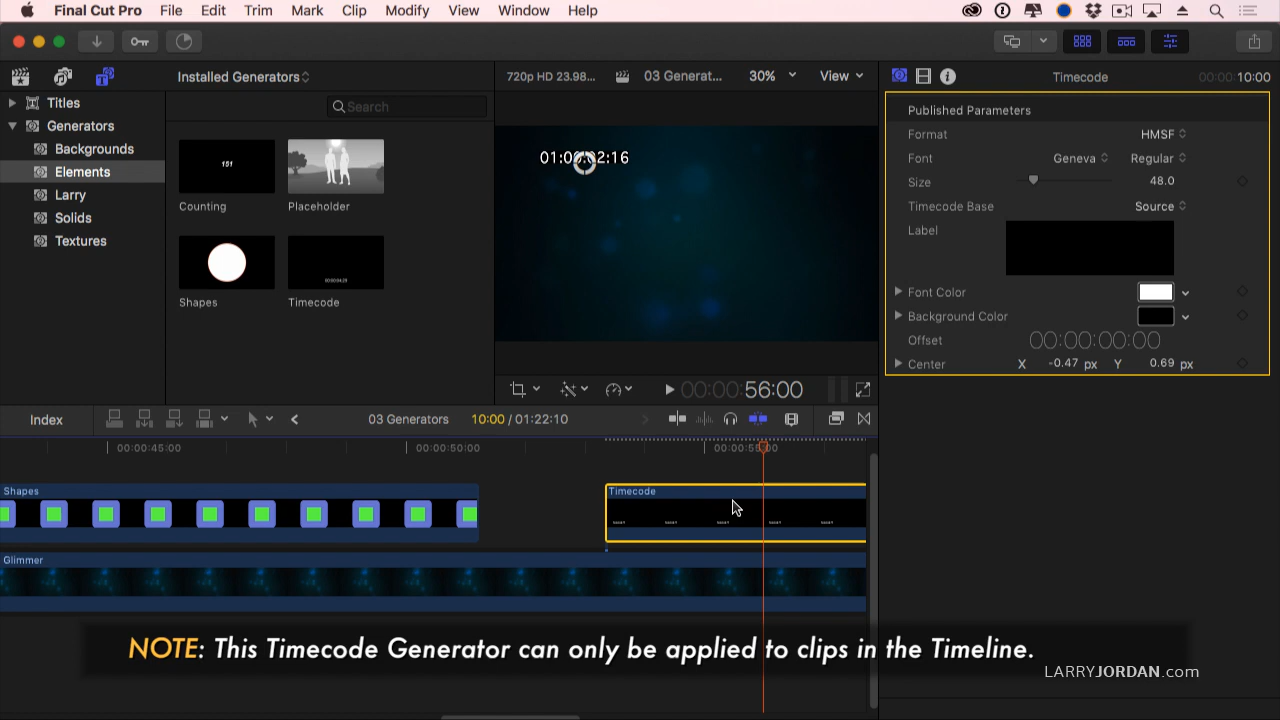 Final Cut Pro File Edit Trim Mark Clip Modify View Window Help
Installed Generators
720p HD 23.98... 03 Generat... 30% View
Timecode 00:00:10:00
Titles
Generators
Backgrounds
Elements
Larry
Solids
Textures
Search
151
Counting
Placeholder
Shapes
Timecode
01:00:02:16
Published Parameters
Format HMSF
Font Geneva Regular
Size 48.0
Timecode Base Source
Label
Font Color
Background Color
Offset 00:00:00:00
Center X -0.47 px Y 0.69 px
00:00:56:00
Index 03 Generators 10:00 / 01:22:10
00:00:45:00 00:00:50:00 00:00:55:00
Shapes
Timecode
Glimmer
NOTE: This Timecode Generator can only be applied to clips in the Timeline.
LARRYJORDAN.com